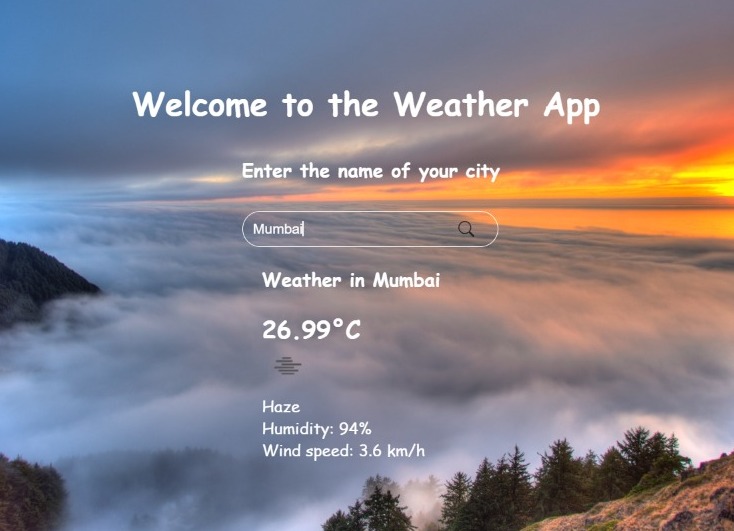 Welcome to the Weather App
Enter the name of your city
Mumbai
Weather in Mumbai
26.99°C
Haze
Humidity: 94%
Wind speed: 3.6 km/h